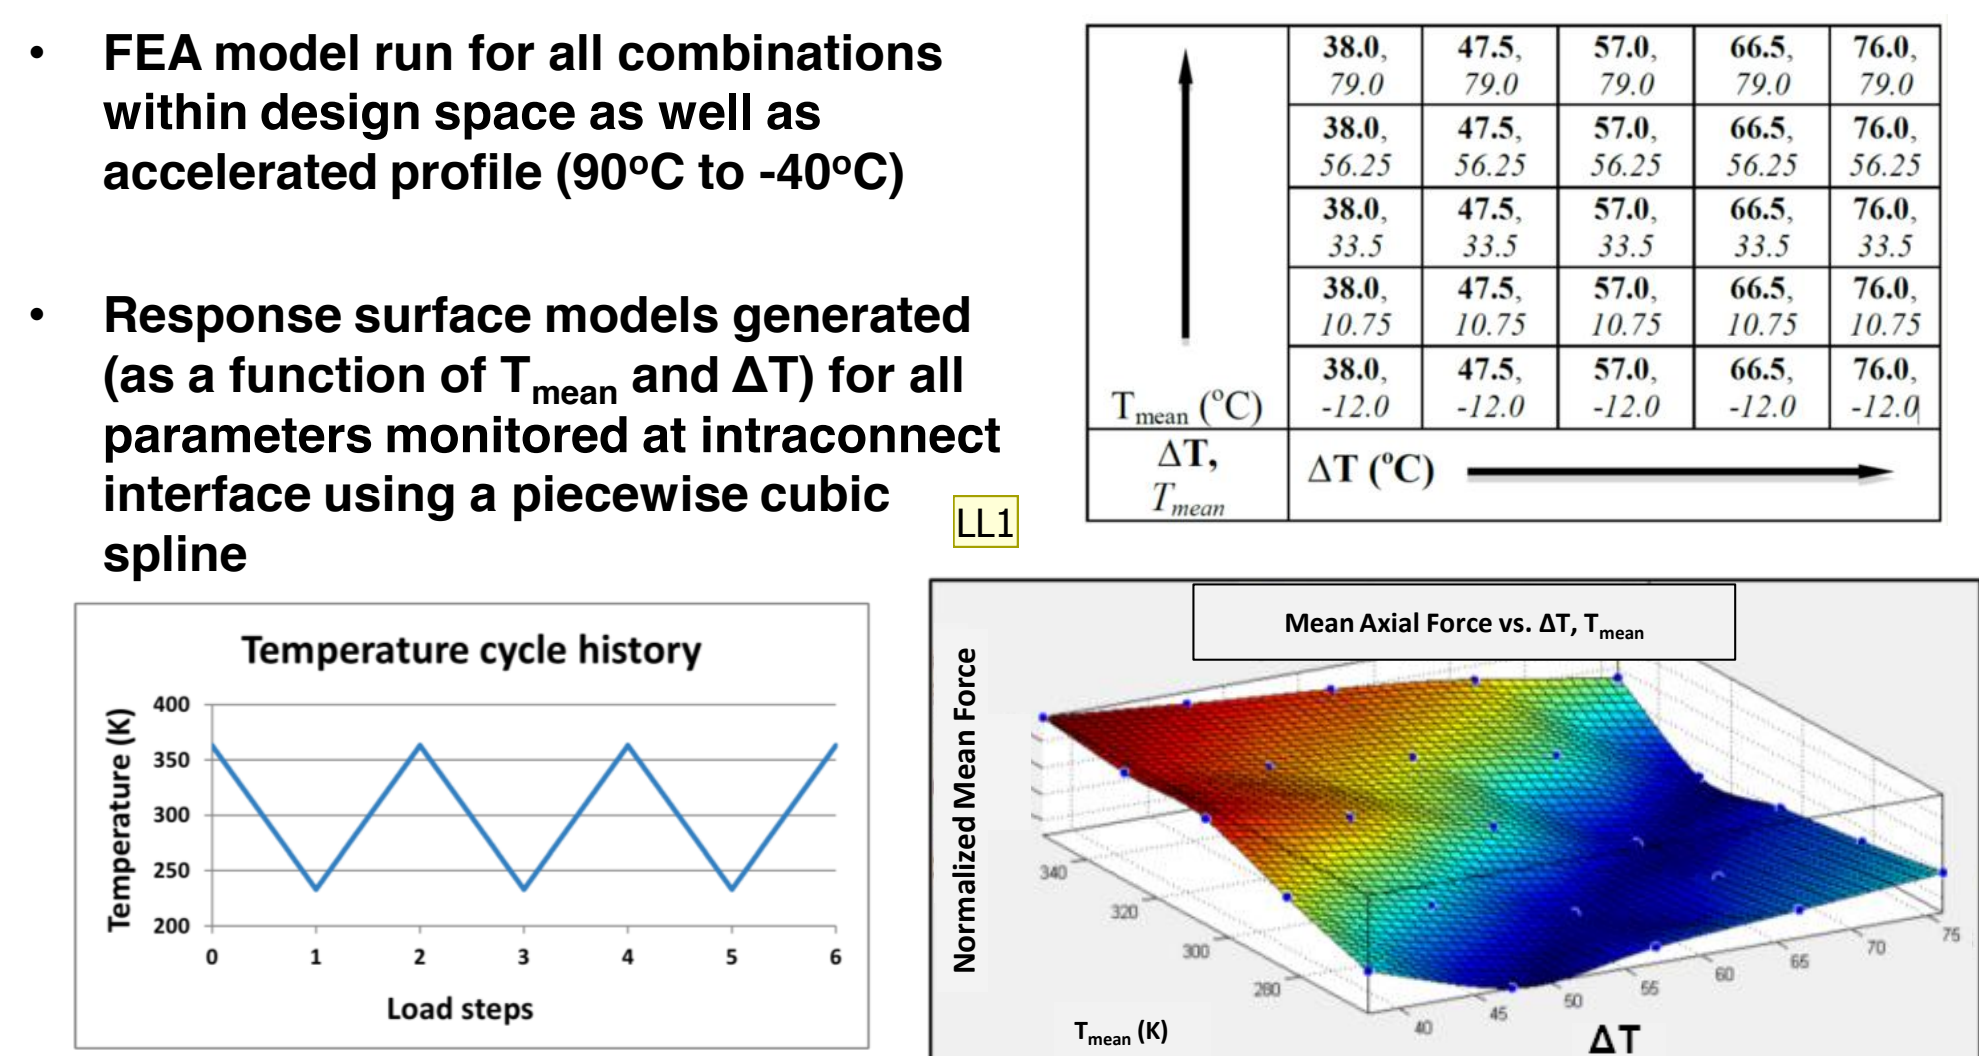 • FEA model run for all combinations
within design space as well as
accelerated profile (90ºC to -40ºC)
• Response surface models generated
(as a function of Tmean and ΔT) for all
parameters monitored at intraconnect
interface using a piecewise cubic
spline
LL1
38.0, 47.5, 57.0, 66.5, 76.0,
79.0 79.0 79.0 79.0 79.0
38.0, 47.5, 57.0, 66.5, 76.0,
56.25 56.25 56.25 56.25 56.25
38.0, 47.5, 57.0, 66.5, 76.0,
33.5 33.5 33.5 33.5 33.5
38.0, 47.5, 57.0, 66.5, 76.0,
10.75 10.75 10.75 10.75 10.75
38.0, 47.5, 57.0, 66.5, 76.0,
Tmean (ºC) -12.0 -12.0 -12.0 -12.0 -12.0
ΔT, ΔT (ºC)
Tmean
Temperature cycle history
Temperature (K)
400
350
300
250
200
0 1 2 3 4 5 6
Load steps
Mean Axial Force vs. ΔT, Tmean
Normalized Mean Force
340
320
300
280
Tmean (K)
40 45 50 55 60 65 70 75
ΔT